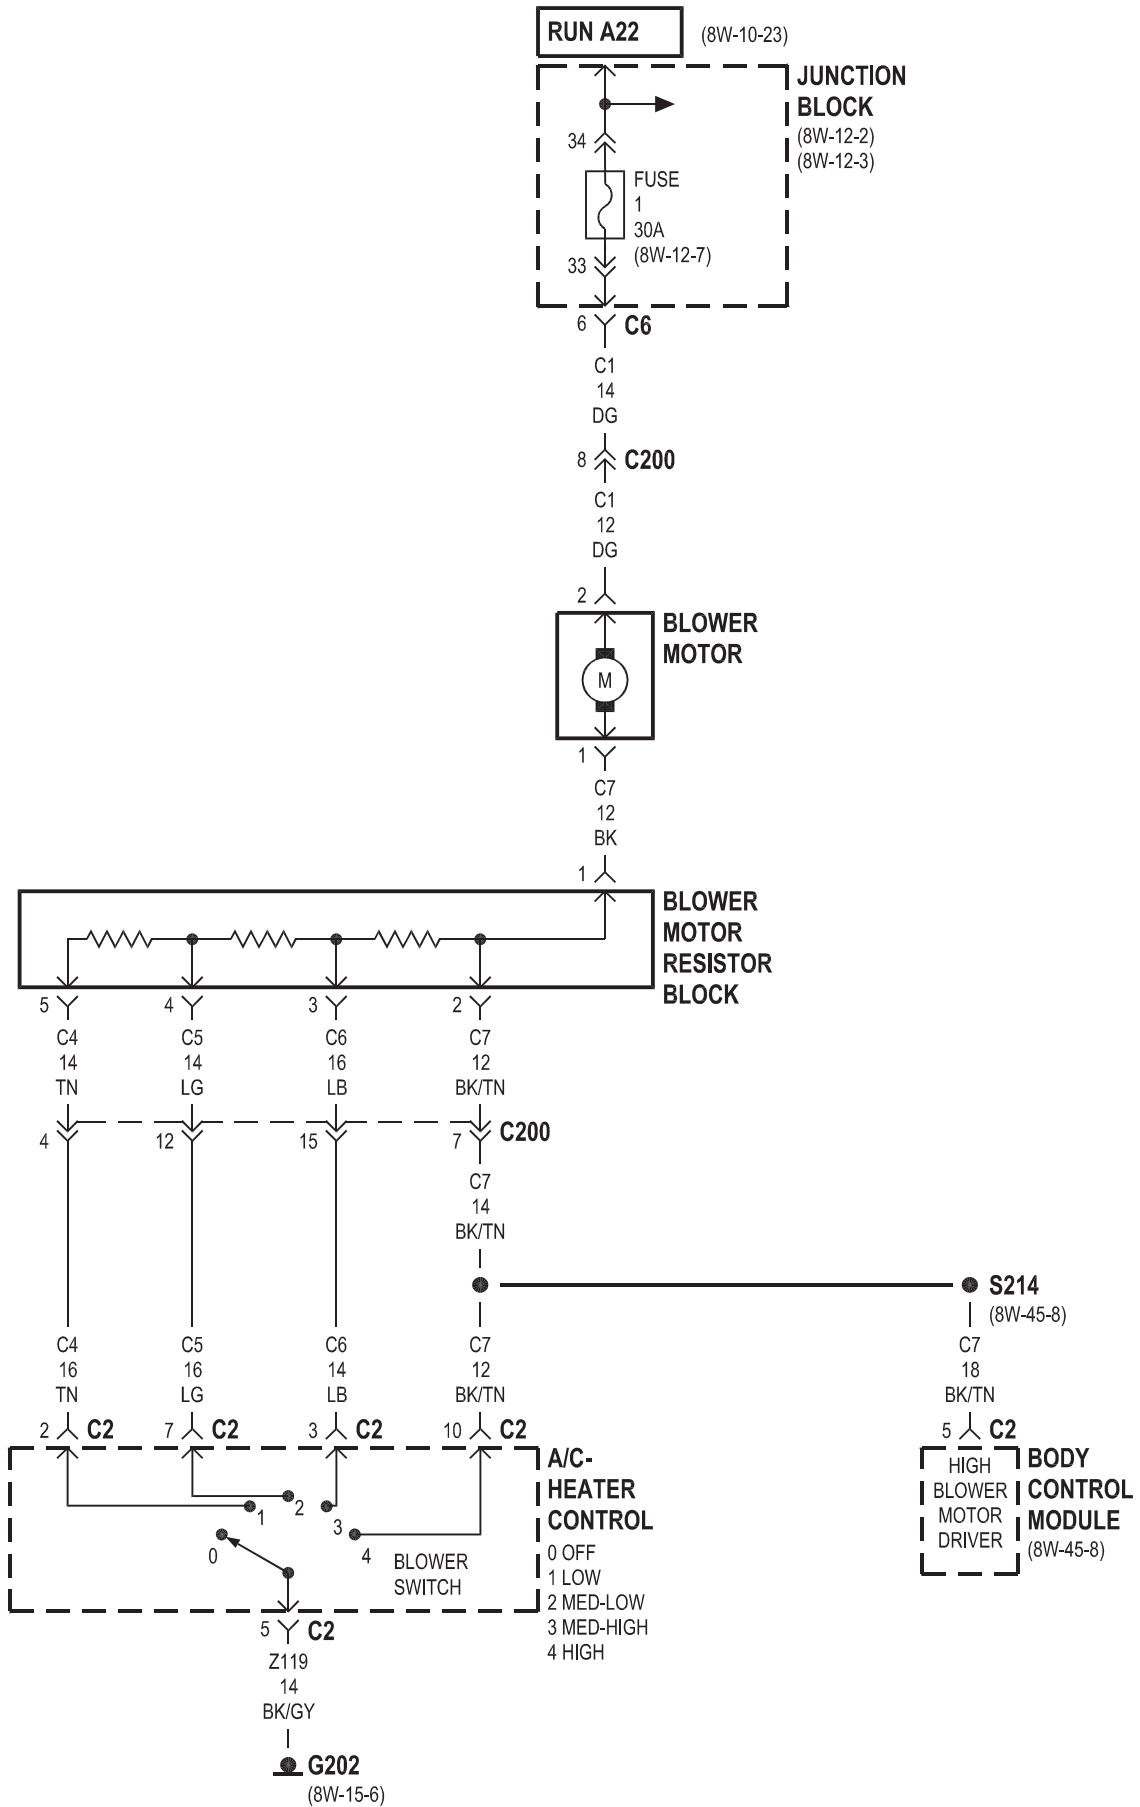 RUN A22
(8W-10-23)
JUNCTION
BLOCK
(8W-12-2)
(8W-12-3)
34
FUSE
1
30A
(8W-12-7)
33
6
C6
C1
14
DG
8
C200
C1
12
DG
2
BLOWER
MOTOR
M
1
C7
12
BK
1
BLOWER
MOTOR
RESISTOR
BLOCK
5
4
3
2
C4
14
TN
C5
14
LG
C6
16
LB
C7
12
BK/TN
4
12
15
7
C200
C7
14
BK/TN
S214
(8W-45-8)
C4
16
TN
C5
16
LG
C6
14
LB
C7
12
BK/TN
C7
18
BK/TN
2
C2
7
C2
3
C2
10
C2
5
C2
A/C-
HEATER
CONTROL
0 OFF
1 LOW
2 MED-LOW
3 MED-HIGH
4 HIGH
1
2
3
4
0
BLOWER
SWITCH
HIGH
BLOWER
MOTOR
DRIVER
BODY
CONTROL
MODULE
(8W-45-8)
5
C2
Z119
14
BK/GY
G202
(8W-15-6)